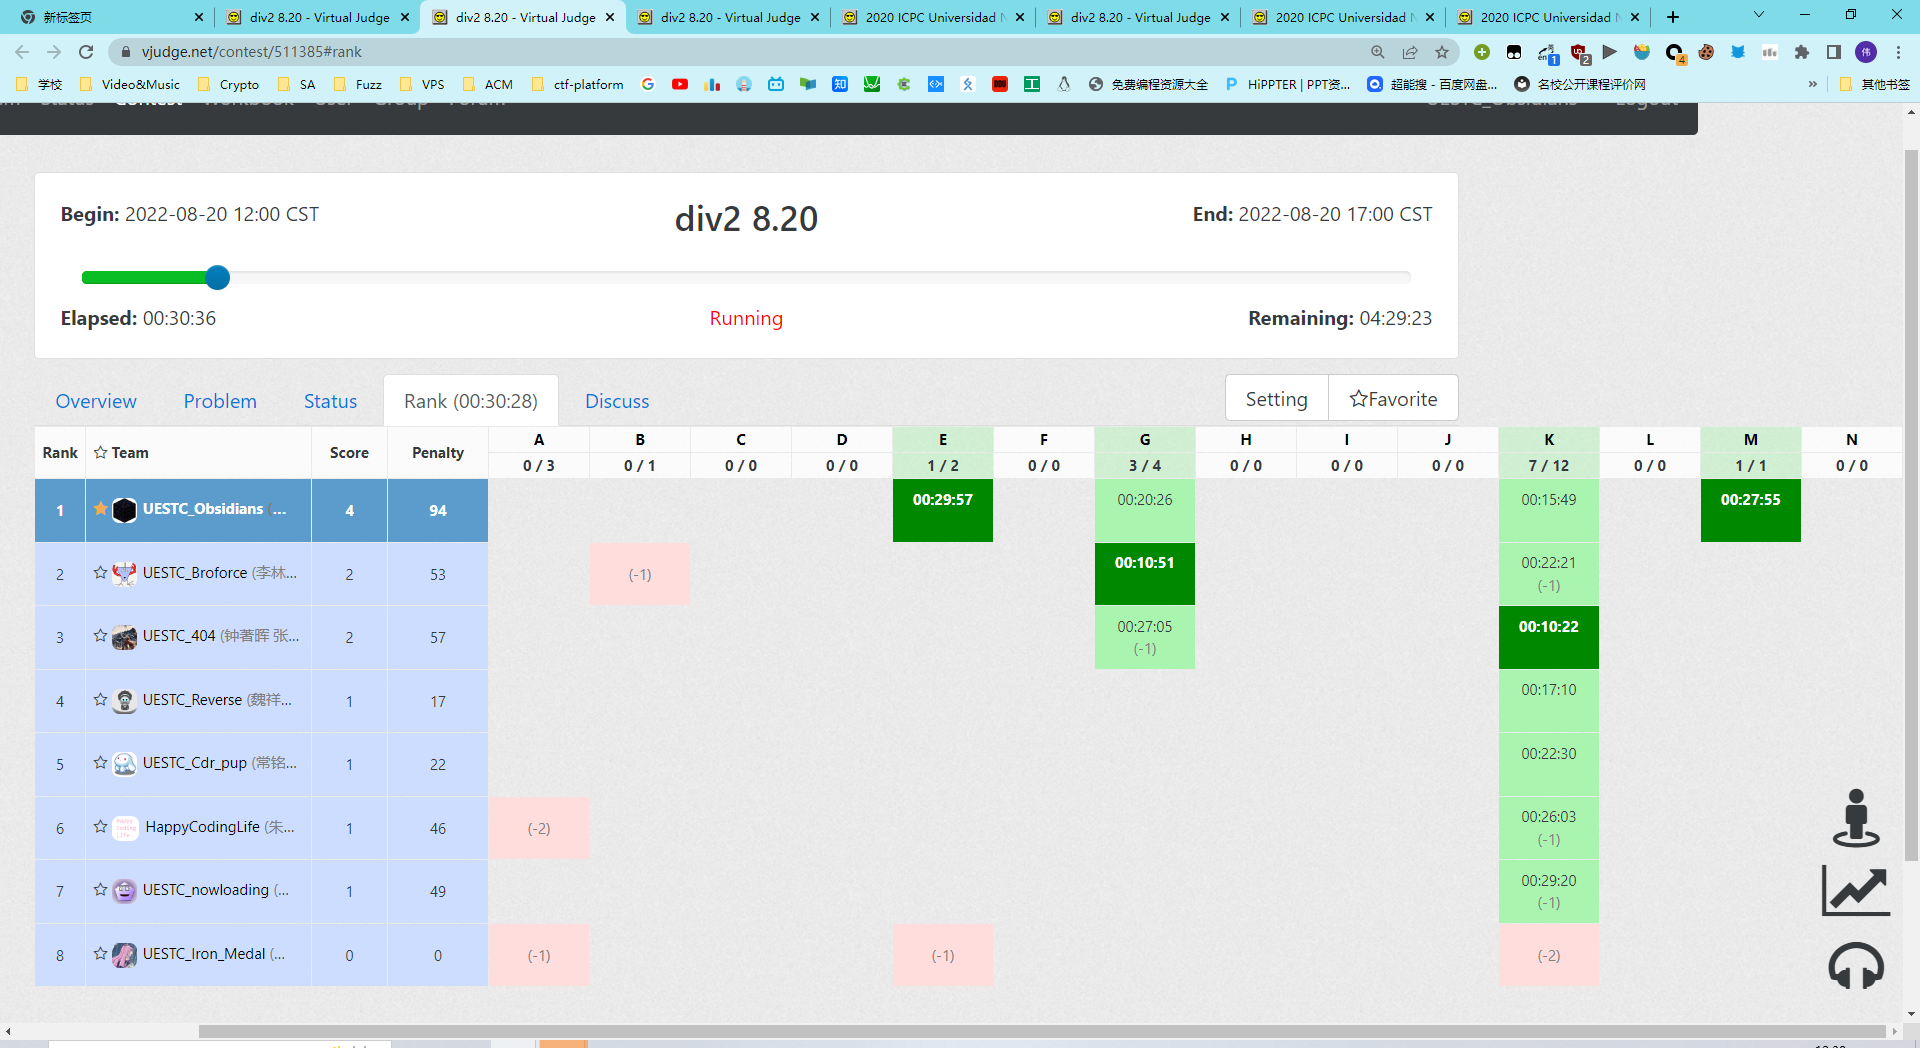 新标签页
div2 8.20 - Virtual Judge
div2 8.20 - Virtual Judge
div2 8.20 - Virtual Judge
2020 ICPC Universidad
div2 8.20 - Virtual Judge
2020 ICPC Universidad
2020 ICPC Universidad
vjudge.net/contest/511385#rank
1
2
4
伟
学校
Video&Music
Crypto
SA
Fuzz
VPS
ACM
ctf-platform
免费编程资源大全
HiPPTER | PPT资...
超能搜 - 百度网盘...
名校公开课程评价网
»
其他书签
Status Contest Workbook User Group Forum
UESTC_Obsidians Logout
Begin: 2022-08-20 12:00 CST
div2 8.20
End: 2022-08-20 17:00 CST
Elapsed: 00:30:36
Running
Remaining: 04:29:23
Overview Problem Status Rank (00:30:28) Discuss
Setting ☆Favorite
Rank ☆ Team Score Penalty A B C D E F G H I J K L M N
0 / 3 0 / 1 0 / 0 0 / 0 1 / 2 0 / 0 3 / 4 0 / 0 0 / 0 0 / 0 7 / 12 0 / 0 1 / 1 0 / 0
1 UESTC_Obsidians (... 4 94 00:29:57 00:20:26 00:15:49 00:27:55
2 UESTC_Broforce (李林... 2 53 (-1) 00:10:51 00:22:21 (-1)
3 UESTC_404 (钟著晖 张... 2 57 00:27:05 (-1) 00:10:22
4 UESTC_Reverse (魏祥... 1 17 00:17:10
5 UESTC_Cdr_pup (常铭... 1 22 00:22:30
6 HappyCodingLife (朱... 1 46 (-2) 00:26:03 (-1)
7 UESTC_nowloading (... 1 49 00:29:20 (-1)
8 UESTC_Iron_Medal (... 0 0 (-1) (-1) (-2)